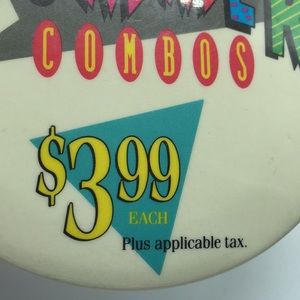 COMBOS
$3.99
EACH
Plus applicable tax.